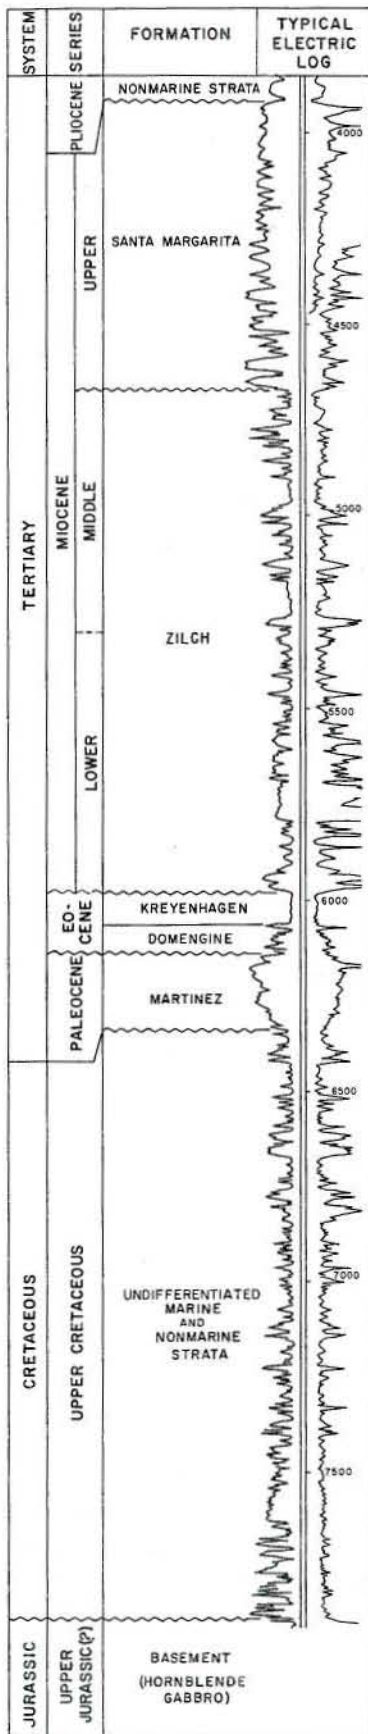 SYSTEM
SERIES
FORMATION
TYPICAL
ELECTRIC
LOG
TERTIARY
PLIOCENE
NONMARINE STRATA
4000
MIOCENE
UPPER
SANTA MARGARITA
4500
MIDDLE
5000
ZILCH
LOWER
5500
EO-
CENE
KREYENHAGEN
6000
DOMENGINE
PALEOCENE
MARTINEZ
CRETACEOUS
UPPER CRETACEOUS
6500
UNDIFFERENTIATED
MARINE
AND
NONMARINE
STRATA
7000
7500
JURASSIC
UPPER
JURASSIC(?)
BASEMENT
(HORNBLENDE
GABBRO)